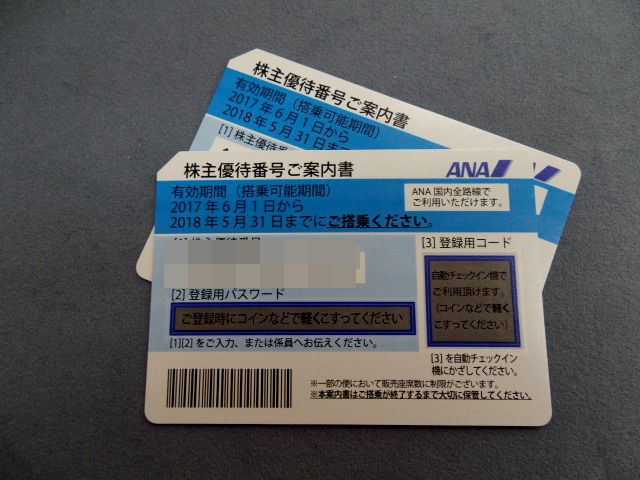 株主優待番号ご案内書
有効期間（搭乗可能期間）
2017年6月1日から
2018年5月31日まで
[1] 株主優待番
株主優待番号ご案内書
ANA
有効期間（搭乗可能期間）
2017年6月1日から
2018年5月31日までにご搭乗ください。
ANA 国内全路線で
ご利用いただけます。
[2] 登録用パスワード
ご登録時にコインなどで軽くこすってください
[1][2] をご入力、または係員へお伝えください。
[3] 登録用コード
自動チェックイン機で
ご利用頂けます。
（コインなどで軽く
こすってください）
[3] を自動チェックイン
機にかざしてください。
※一部の便において販売座席数に制限がございます。
※本案内書はご搭乗が終了するまで大切に保管してください。